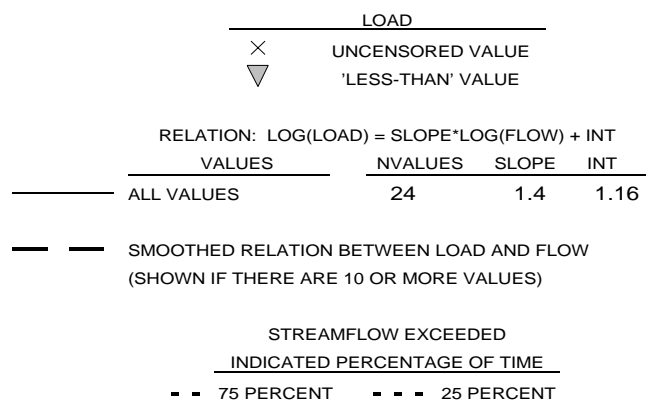 LOAD
UNCENSORED VALUE
'LESS-THAN' VALUE
RELATION: LOG(LOAD) = SLOPE*LOG(FLOW) + INT
VALUES NVALUES SLOPE INT
ALL VALUES 24 1.4 1.16
SMOOTHED RELATION BETWEEN LOAD AND FLOW
(SHOWN IF THERE ARE 10 OR MORE VALUES)
STREAMFLOW EXCEEDED
INDICATED PERCENTAGE OF TIME
75 PERCENT 25 PERCENT